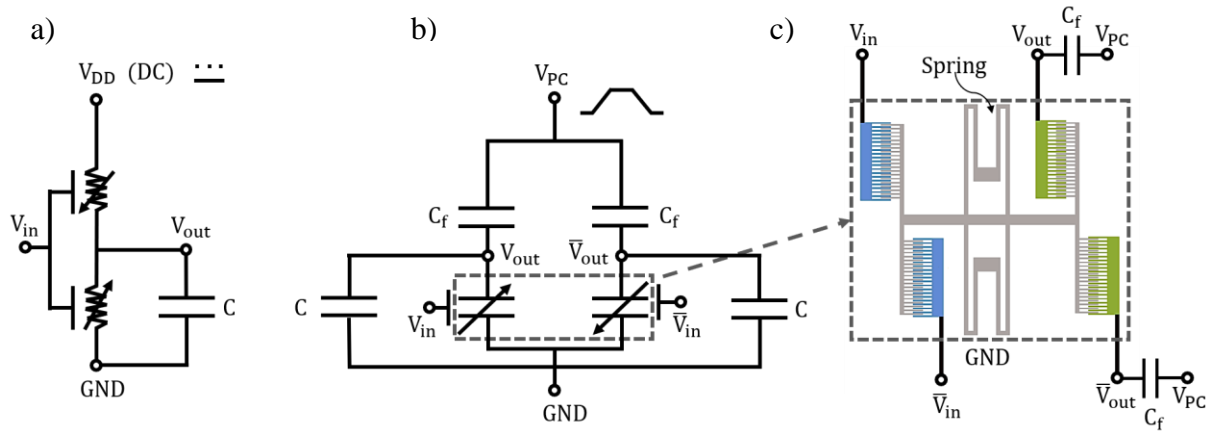 a)
V_DD (DC)
V_in
V_out
C
GND
b)
V_PC
C_f
C_f
V_out
V̅_out
C
V_in
V̅_in
C
GND
c)
V_in
V_out
C_f
V_PC
Spring
GND
V̅_in
V̅_out
C_f
V_PC